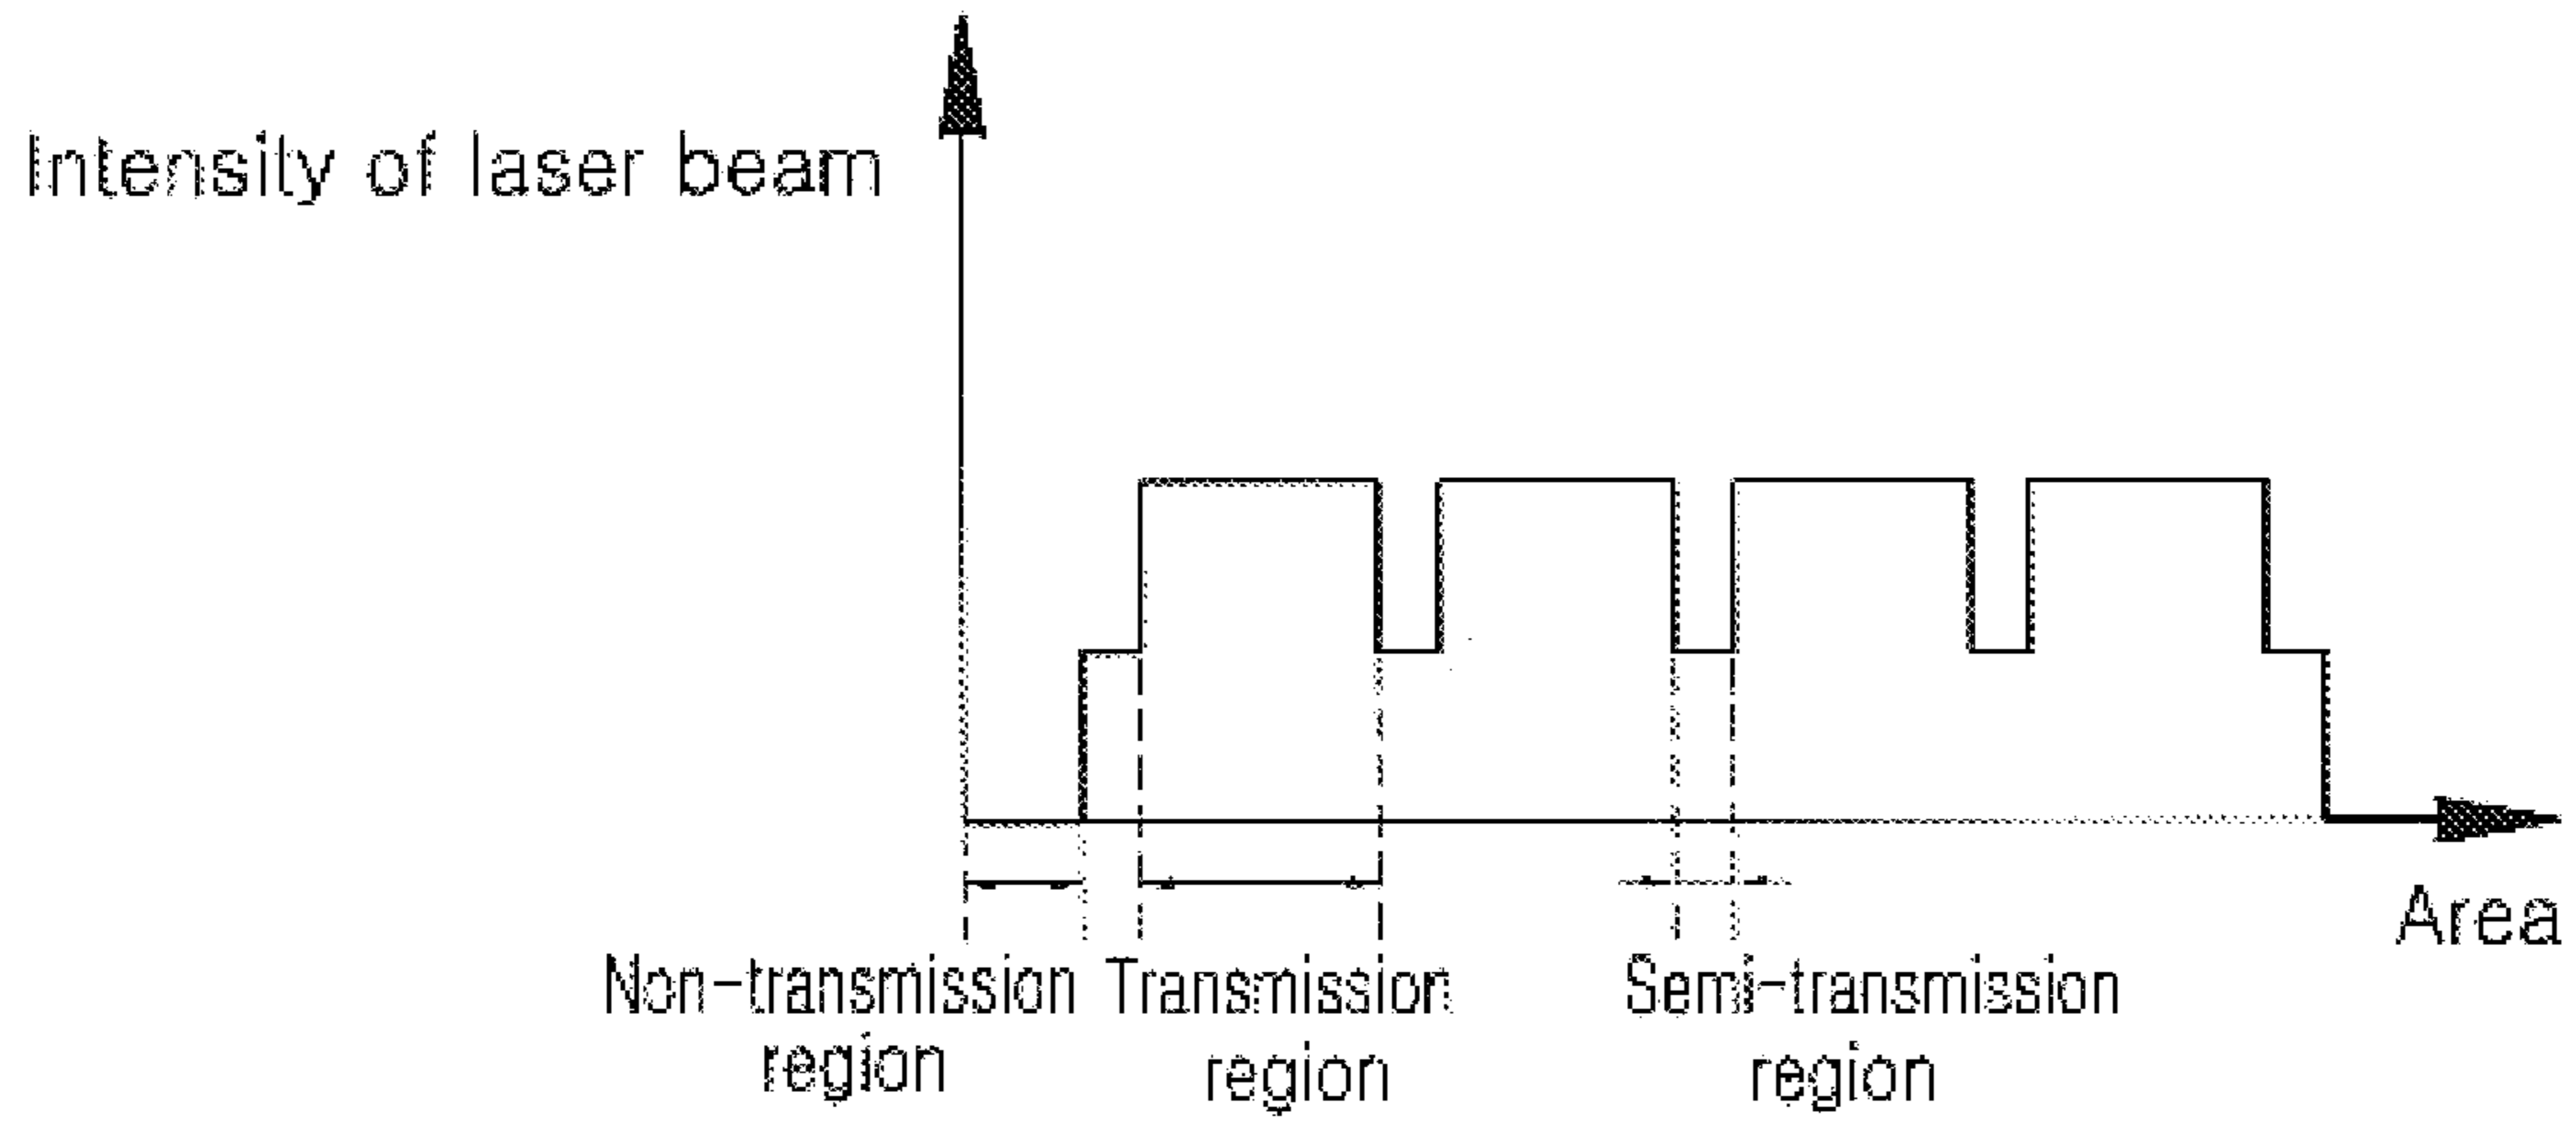 Intensity of laser beam
Area
Non-transmission
region
Transmission
region
Semi-transmission
region